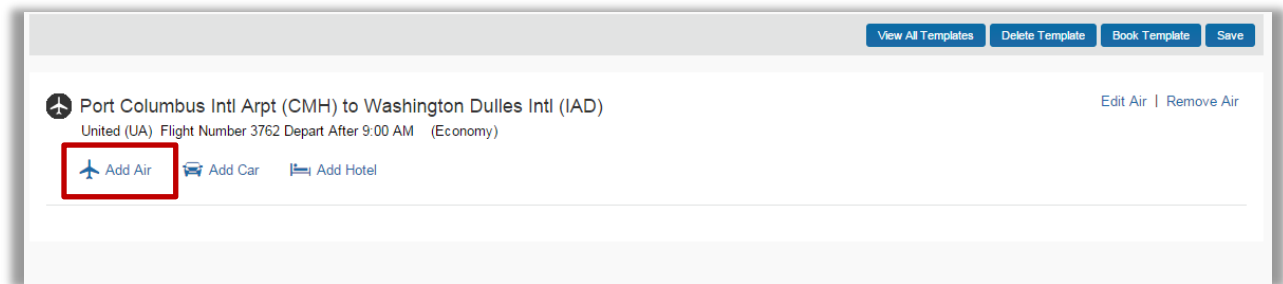 View All Templates Delete Template Book Template Save
Port Columbus Intl Arpt (CMH) to Washington Dulles Intl (IAD) Edit Air | Remove Air
United (UA) Flight Number 3762 Depart After 9:00 AM (Economy)
Add Air Add Car Add Hotel